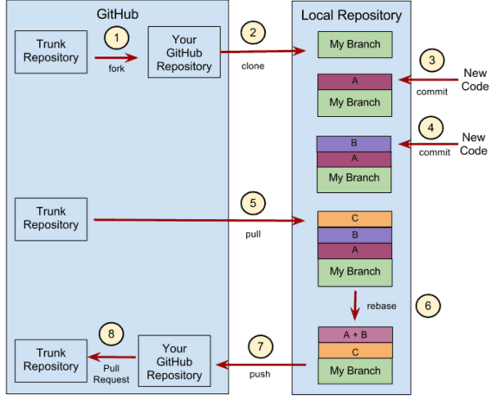 GitHub
Local Repository
Trunk
Repository
1
fork
Your
GitHub
Repository
2
clone
My Branch
3
commit
New
Code
A
My Branch
4
commit
New
Code
B
A
My Branch
Trunk
Repository
5
pull
C
B
A
My Branch
6
rebase
A + B
C
My Branch
7
push
Your
GitHub
Repository
8
Pull
Request
Trunk
Repository